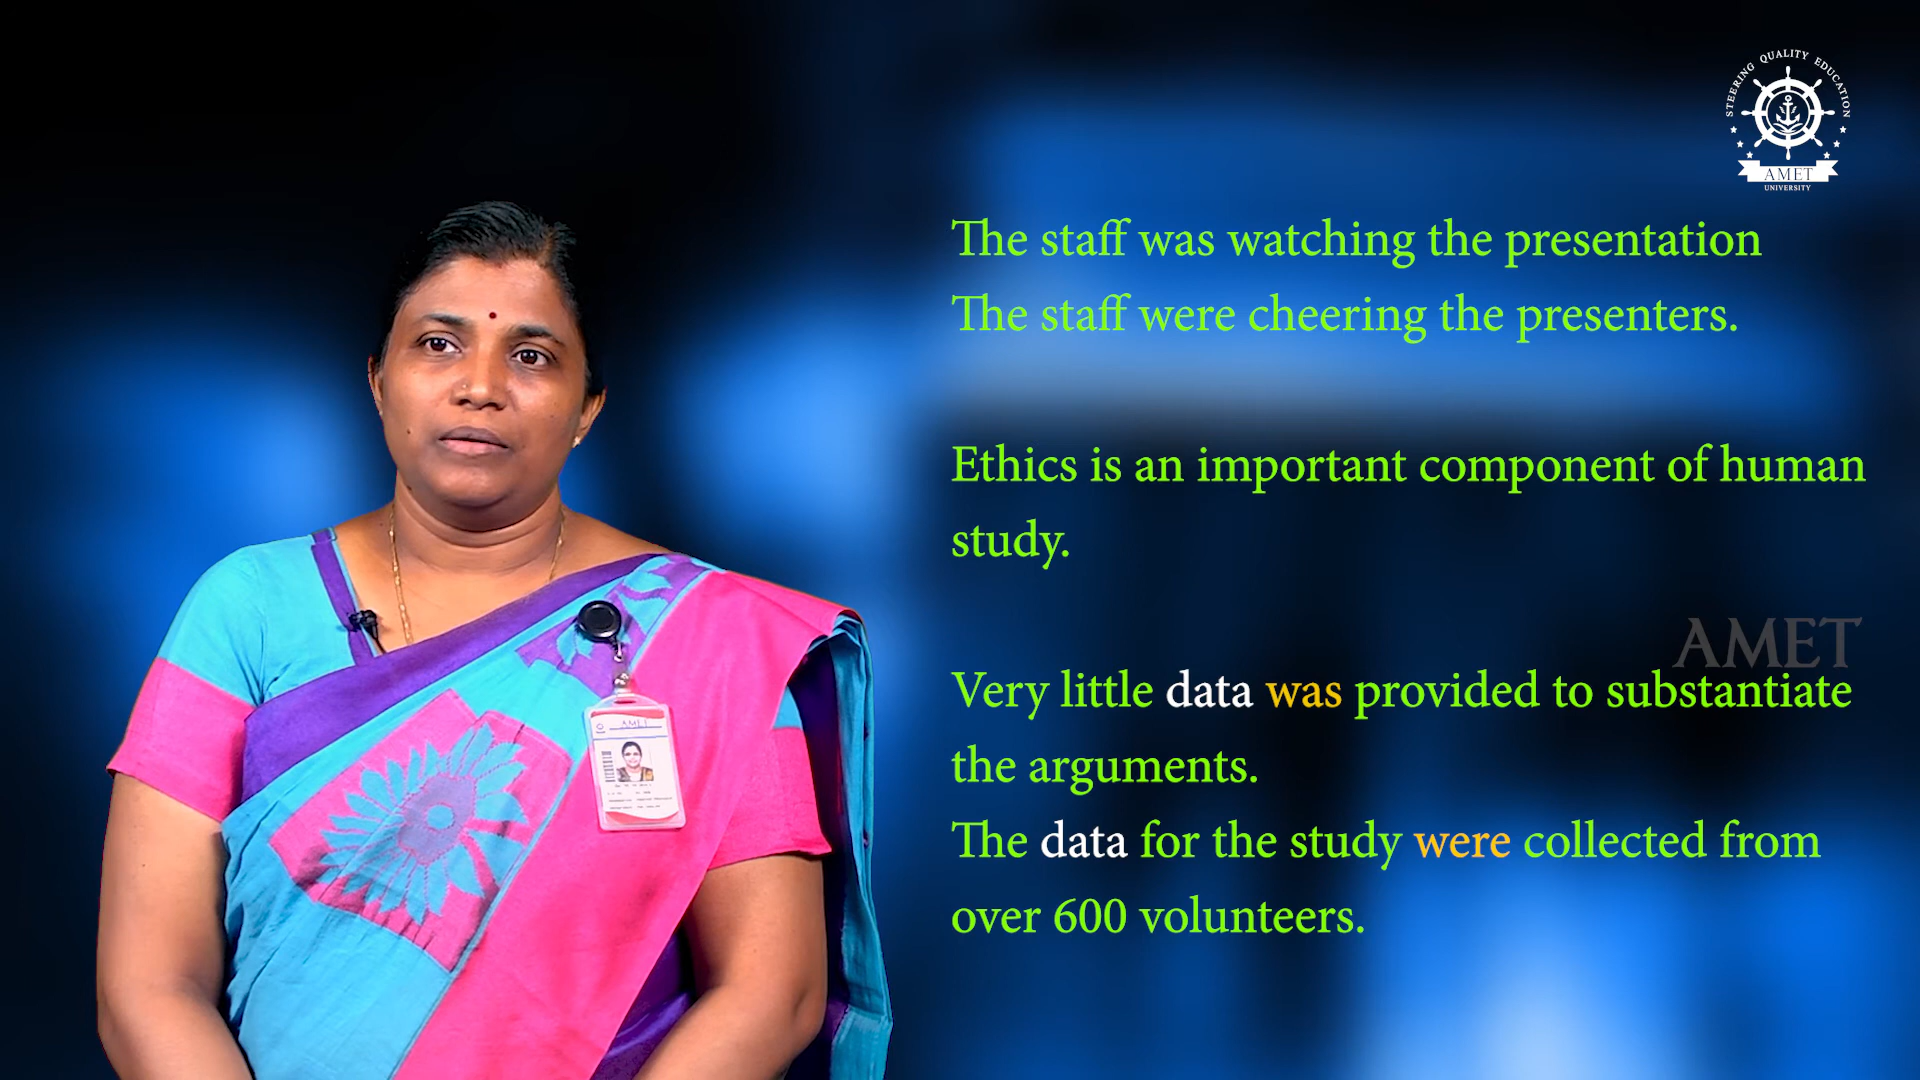 STEERING QUALITY EDUCATION
AMET
UNIVERSITY
The staff was watching the presentation
The staff were cheering the presenters.
Ethics is an important component of human
study.
AMET
Very little data was provided to substantiate
the arguments.
The data for the study were collected from
over 600 volunteers.
AMET